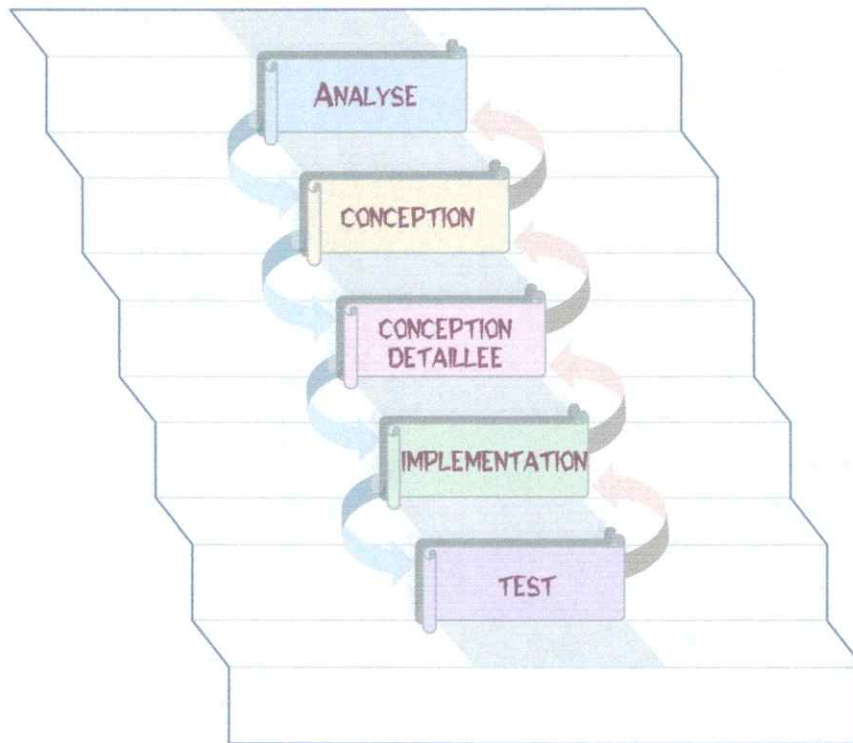 ANALYSE
CONCEPTION
CONCEPTION
DETAILLEE
IMPLEMENTATION
TEST